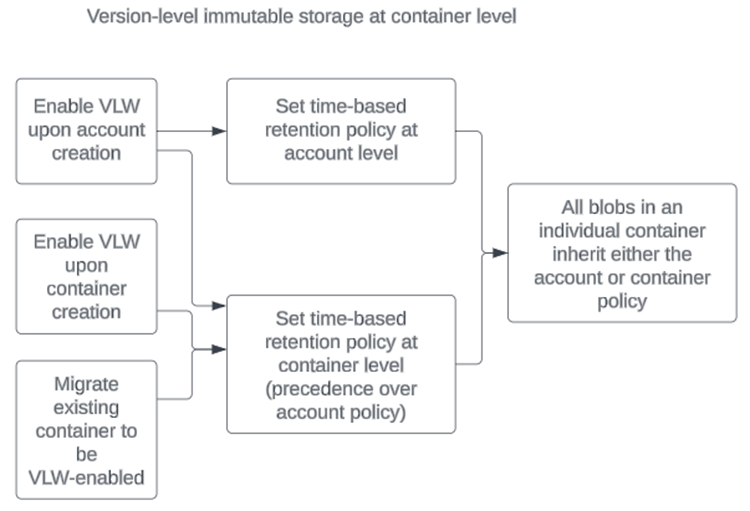 Version-level immutable storage at container level
Enable VLW
upon account
creation
Set time-based
retention policy at
account level
All blobs in an
individual container
inherit either the
account or container
policy
Enable VLW
upon
container
creation
Set time-based
retention policy at
container level
(precedence over
account policy)
Migrate
existing
container to
be
VLW-enabled